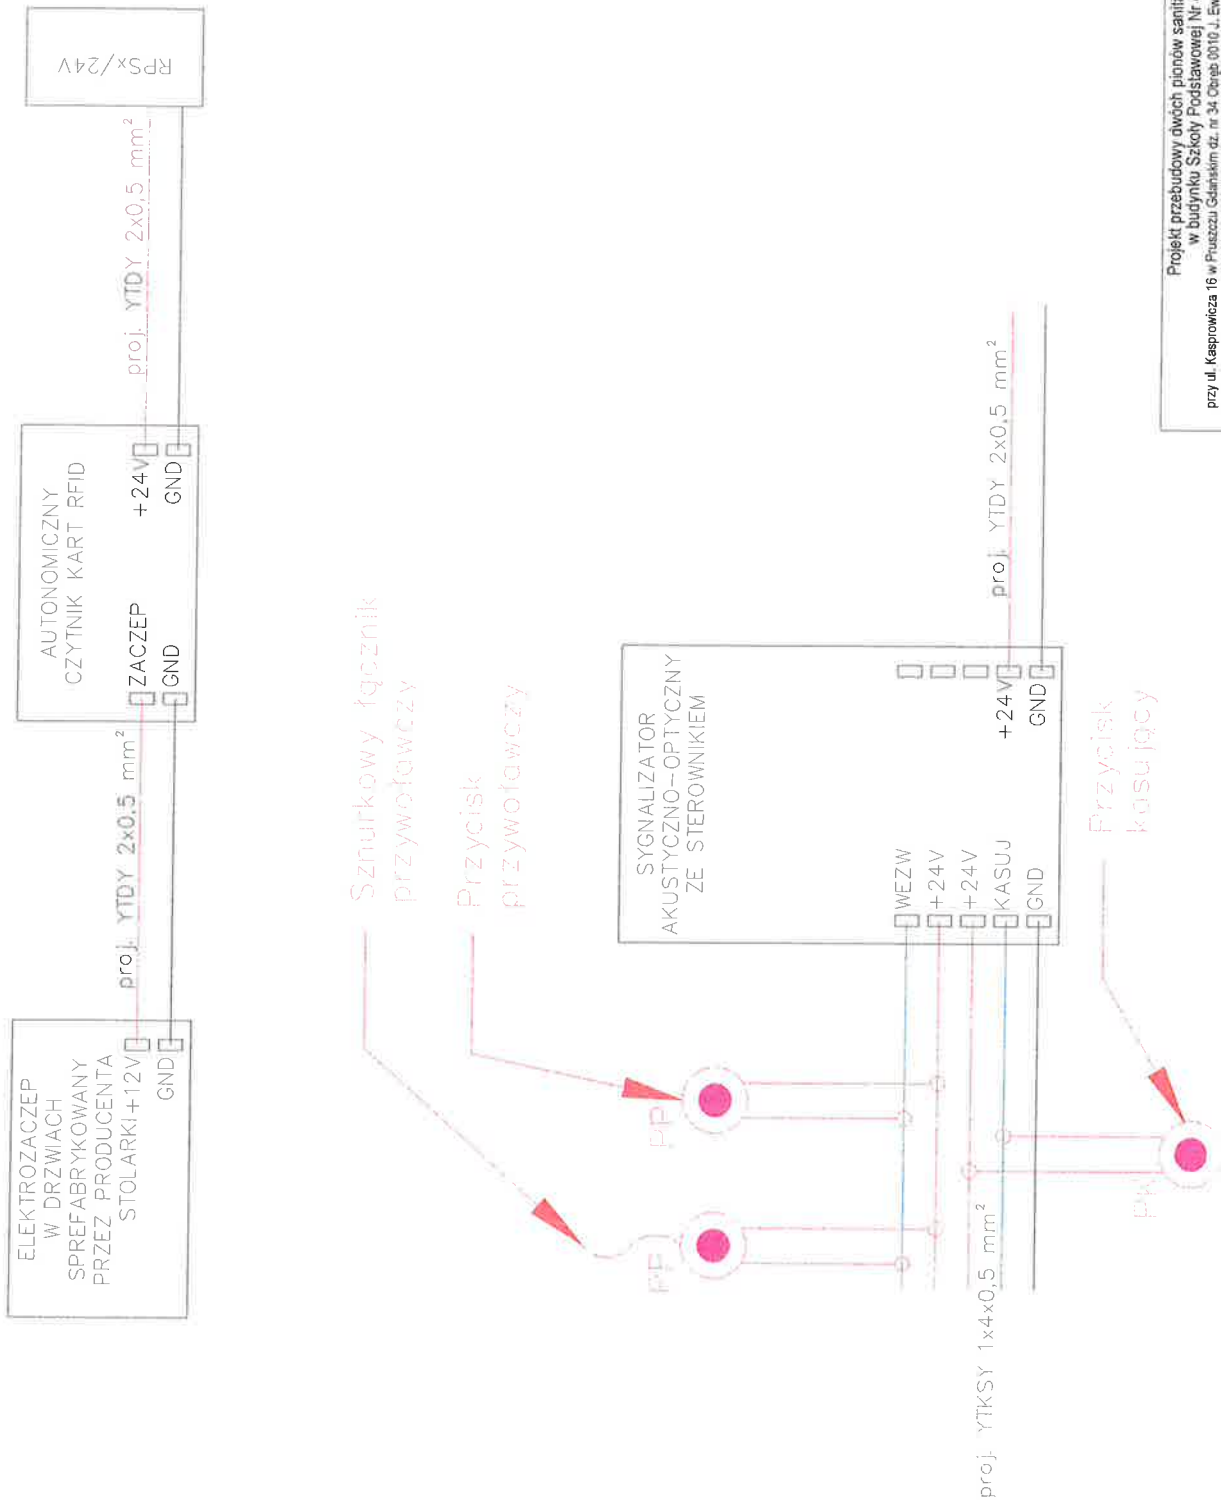 ELEKTROZACZEP
W DRZWIACH
SPREFABRYKOWANY
PRZEZ PRODUCENTA
STOLARKI+12V
GND
proj. YTDY 2x0.5 mm²
AUTONOMICZNY
CZYTNIK KART RFID
ZACZEP
GND
+24V
GND
proj. YTDY 2x0,5 mm²
RPSx/24V
Sznurkowy łącznik
przywoławczy
Przycisk
przywoławczy
PP
PP
SYGNALIZATOR
AKUSTYCZNO-OPTYCZNY
ZE STEROWNIKIEM
WEZW
+24V
+24V
KASUJ
GND
+24V
GND
proj. YTDY 2x0,5 mm²
proj. YTKSY 1x4x0,5 mm²
Przycisk
kasujący
Projekt przebudowy dwóch pionów
w budynku Szkoły Podstawowej Nr
przy ul. Kasprowicza 16 w Pruszczu Gdańskim dz. nr 34 Obręb 0010 J.